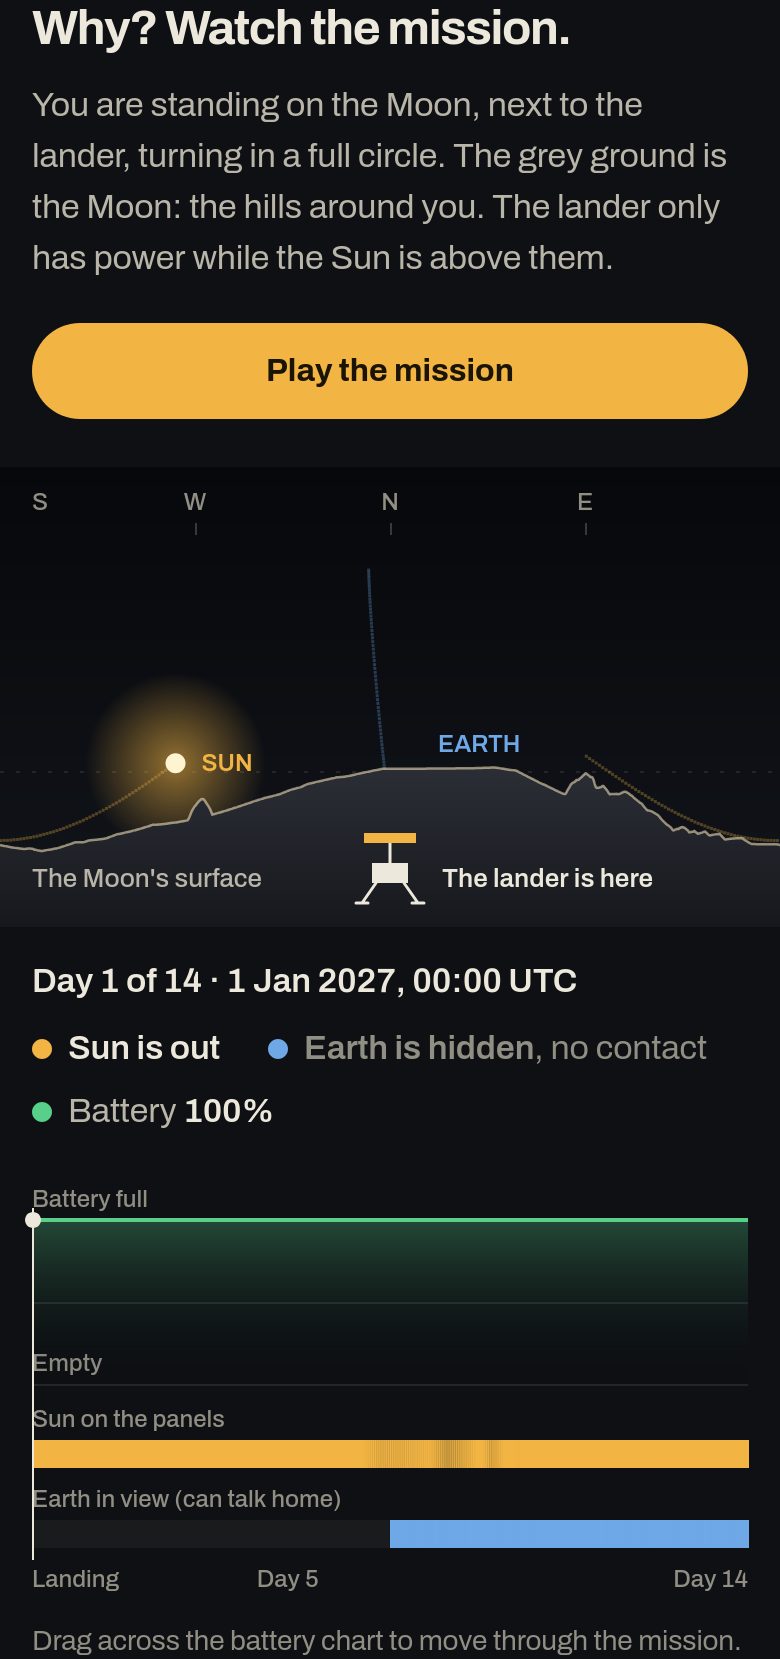 Why? Watch the mission.
You are standing on the Moon, next to the
lander, turning in a full circle. The grey ground is
the Moon: the hills around you. The lander only
has power while the Sun is above them.
Play the mission
S W N E
EARTH
SUN
The Moon's surface
The lander is here
Day 1 of 14 · 1 Jan 2027, 00:00 UTC
Sun is out
Earth is hidden, no contact
Battery 100%
Battery full
Empty
Sun on the panels
Earth in view (can talk home)
Landing Day 5 Day 14
Drag across the battery chart to move through the mission.